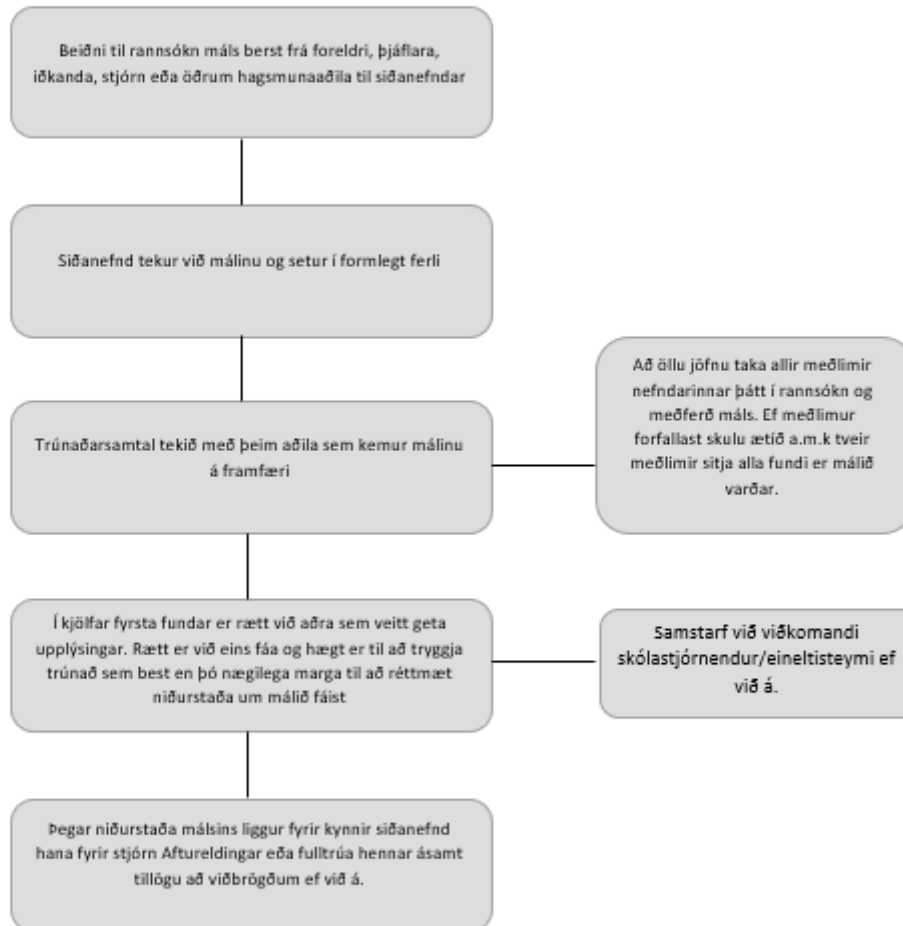 Beiðni til rannsókn máls berst frá foreldri, þjáflara,
iðkanda, stjórn eða öðrum hagsmunaaðila til siðanefndar
Siðanefnd tekur við málinu og setur í formlegt ferli
Trúnaðarsamtal tekið með þeim aðila sem kemur málinu
á framfæri
Að öllu jöfnu taka allir meðlimir
nefndarinnar þátt í rannsókn og
meðferð máls. Ef meðlimur
forfallast skulu ætíð a.m.k tveir
meðlimir sitja alla fundi er málið
varðar.
Í kjölfar fyrsta fundar er rætt við aðra sem veitt geta
upplýsingar. Rætt er við eins fáa og hægt er til að tryggja
trúnað sem best en þó nægilega marga til að réttmæt
niðurstaða um málið fáist
Samstarf við viðkomandi
skólastjórnendur/eineltisteymi ef
við á.
Þegar niðurstaða málsins liggur fyrir kynnir siðanefnd
hana fyrir stjórn Aftureldingar eða fulltrúa hennar ásamt
tillögu að viðbrögðum ef við á.